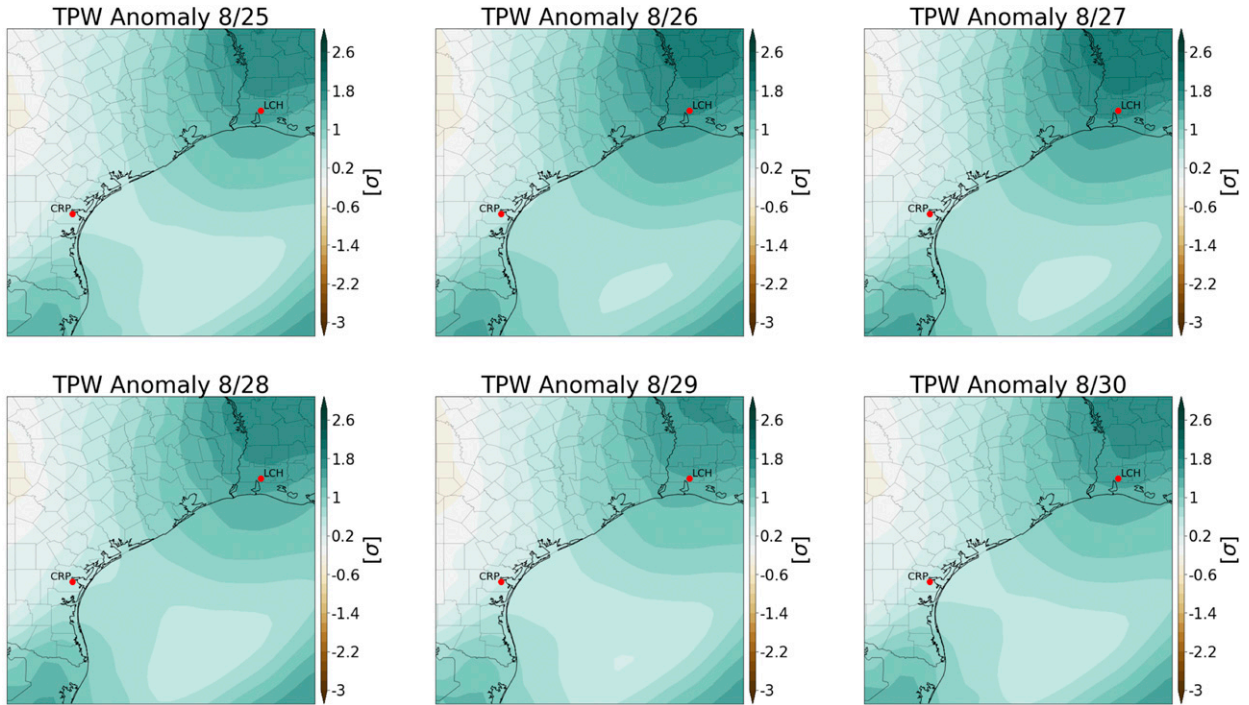 TPW Anomaly 8/25
2.6
1.8
1
0.2
-0.6
-1.4
-2.2
-3
[σ]
LCH
CRP
TPW Anomaly 8/26
2.6
1.8
1
0.2
-0.6
-1.4
-2.2
-3
[σ]
LCH
CRP
TPW Anomaly 8/27
2.6
1.8
1
0.2
-0.6
-1.4
-2.2
-3
[σ]
LCH
CRP
TPW Anomaly 8/28
2.6
1.8
1
0.2
-0.6
-1.4
-2.2
-3
[σ]
LCH
CRP
TPW Anomaly 8/29
2.6
1.8
1
0.2
-0.6
-1.4
-2.2
-3
[σ]
LCH
CRP
TPW Anomaly 8/30
2.6
1.8
1
0.2
-0.6
-1.4
-2.2
-3
[σ]
LCH
CRP